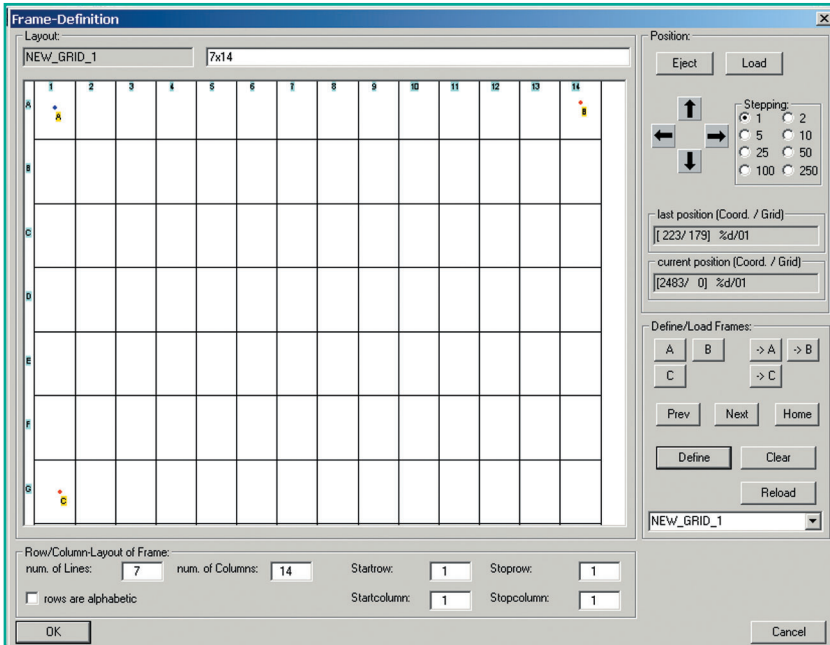 Frame-Definition
Layout:
NEW_GRID_1
7x14
1 2 3 4 5 6 7 8 9 10 11 12 13 14
A
A
B
B
C
D
E
F
G
C
Position:
Eject
Load
Stepping:
1 2
5 10
25 50
100 250
last position (Coord. / Grid)
[ 223/ 179] %d/01
current position (Coord. / Grid)
[2483/ 0] %d/01
Define/Load Frames:
A B -> A -> B
C -> C
Prev Next Home
Define Clear
Reload
NEW_GRID_1
Row/Column-Layout of Frame:
num. of Lines: 7 num. of Columns: 14 Startrow: 1 Stoprow: 1
rows are alphabetic Startcolumn: 1 Stopcolumn: 1
OK
Cancel